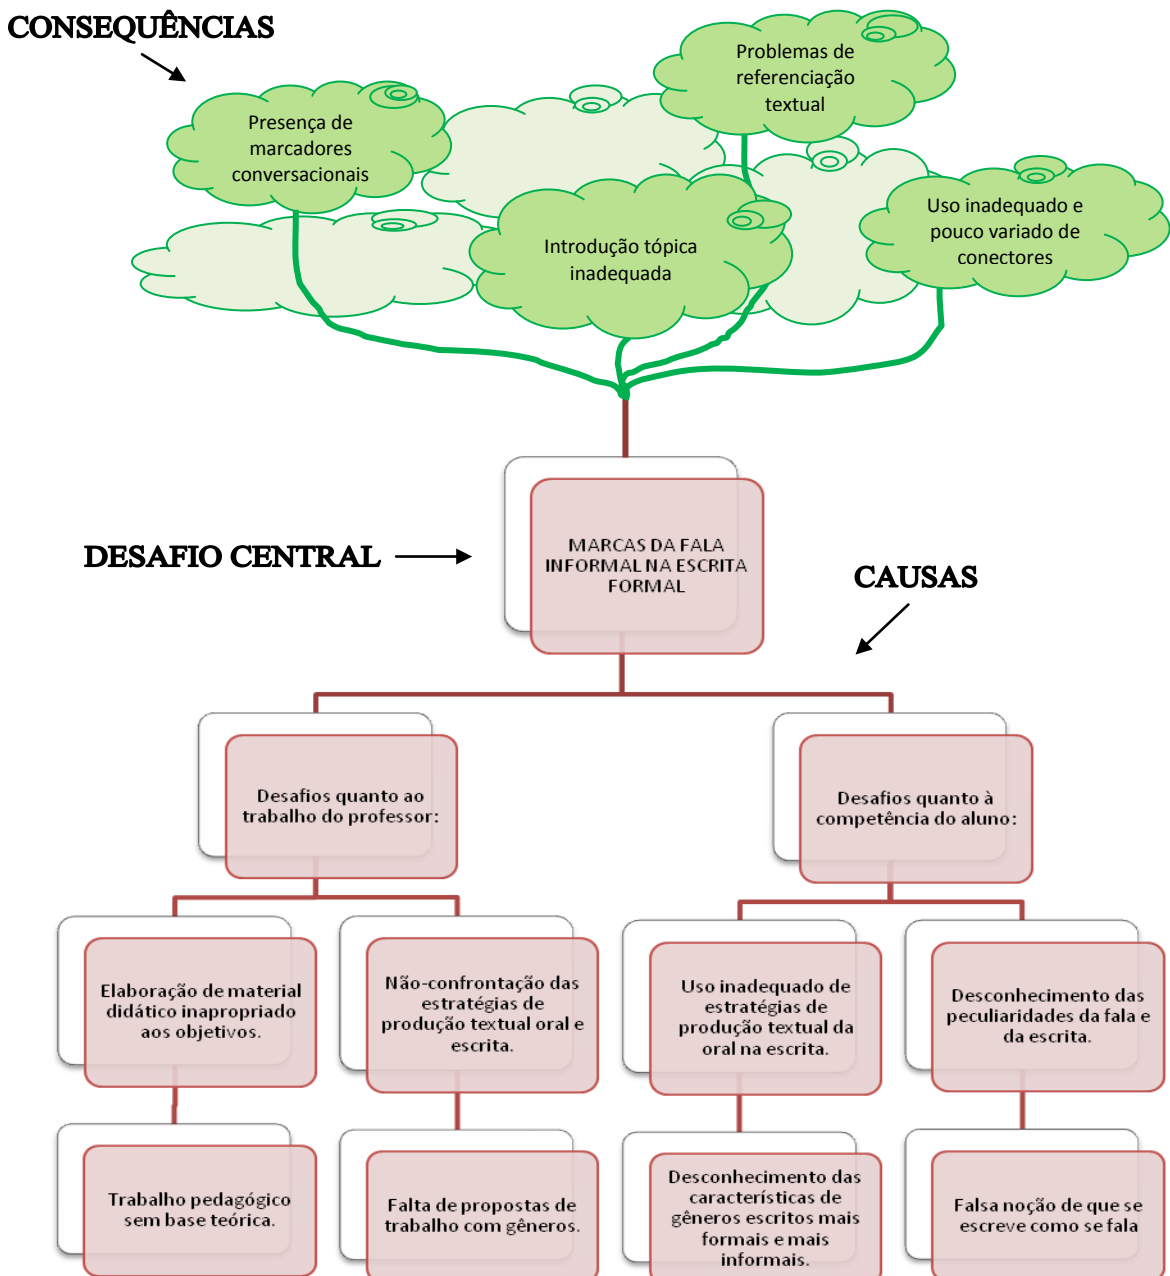 CONSEQUÊNCIAS
Problemas de
referenciação
textual
Presença de
marcadores
conversacionais
Uso inadequado e
pouco variado de
conectores
Introdução tópica
inadequada
DESAFIO CENTRAL
MARCAS DA FALA
INFORMAL NA ESCRITA
FORMAL
CAUSAS
Desafios quanto ao
trabalho do professor:
Desafios quanto à
competência do aluno:
Elaboração de material
didático inapropriado
aos objetivos.
Não-confrontação das
estratégias de
produção textual oral e
escrita.
Uso inadequado de
estratégias de
produção textual da
oral na escrita.
Desconhecimento das
peculiaridades da fala e
da escrita.
Trabalho pedagógico
sem base teórica.
Falta de propostas de
trabalho com gêneros.
Desconhecimento das
características de
gêneros escritos mais
formais e mais
informais.
Falsa noção de que se
escreve como se fala